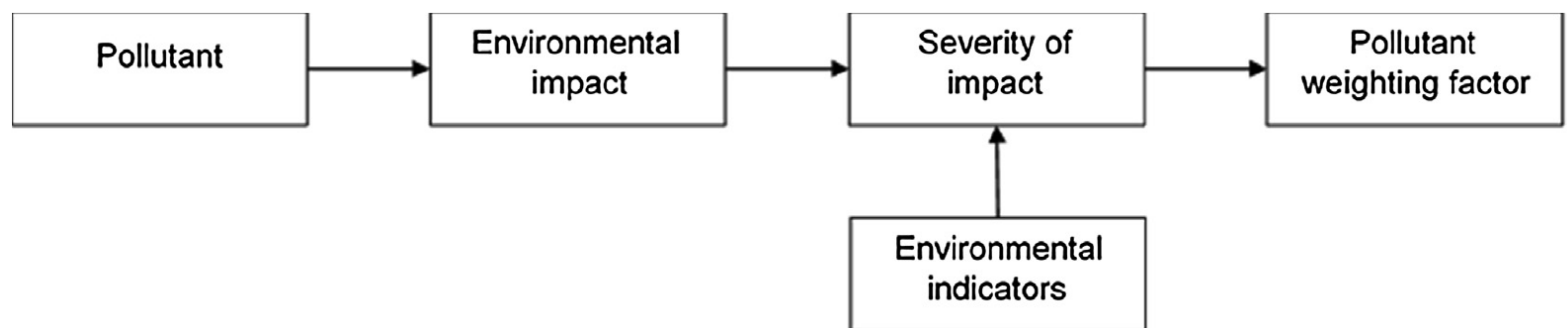 Pollutant
Environmental
impact
Severity of
impact
Pollutant
weighting factor
Environmental
indicators